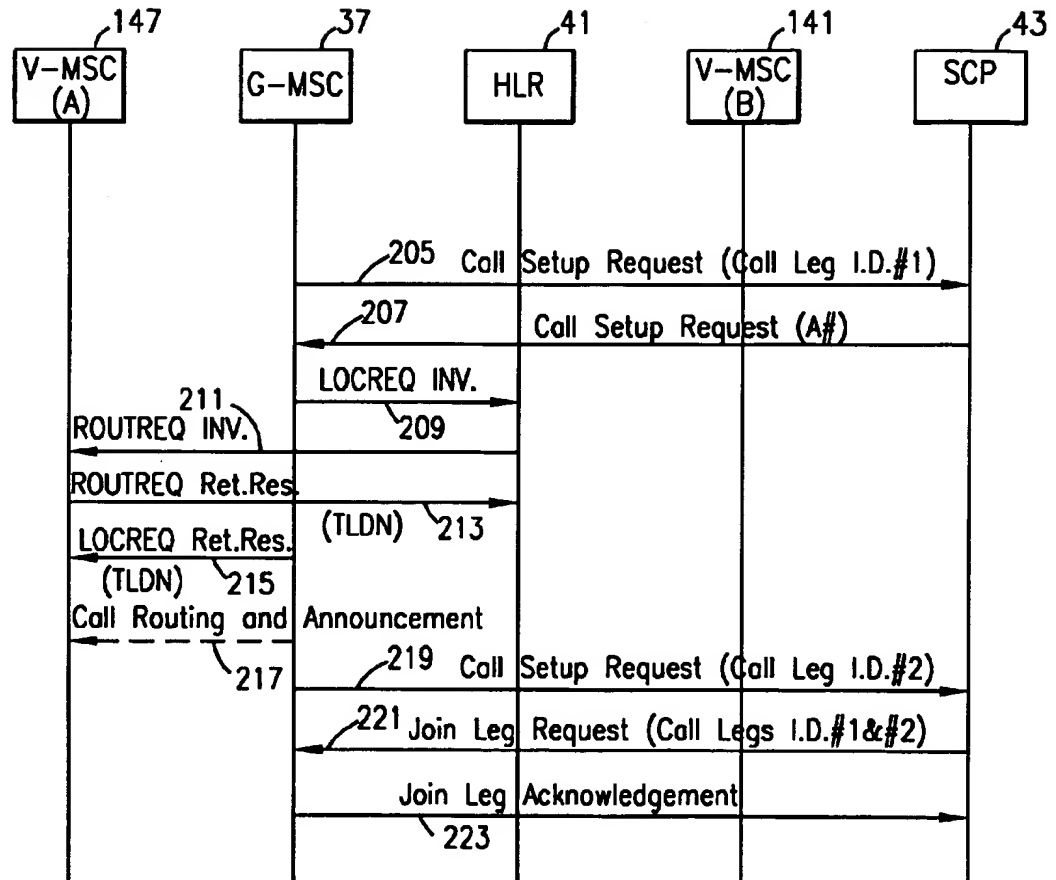 147 37 41 141 43
V-MSC (A) G-MSC HLR V-MSC (B) SCP
205 Call Setup Request (Call Leg I.D.#1)
207 Call Setup Request (A#)
LOCREQ INV.
209
211
ROUTREQ INV.
ROUTREQ Ret.Res.
(TLDN) 213
LOCREQ Ret.Res.
(TLDN) 215
Call Routing and Announcement
217
219 Call Setup Request (Call Leg I.D.#2)
221 Join Leg Request (Call Legs I.D.#1&#2)
Join Leg Acknowledgement
223